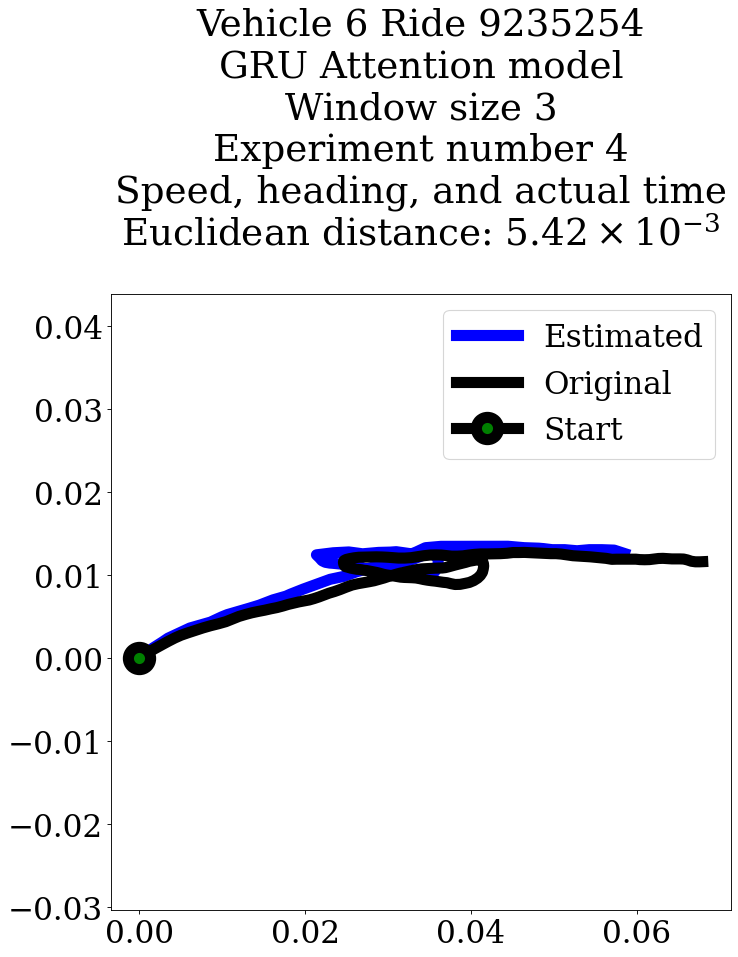 Vehicle 6 Ride 9235254
GRU Attention model
Window size 3
Experiment number 4
Speed, heading, and actual time
Euclidean distance: 5.42 × 10⁻³
Estimated
Original
Start
0.04
0.03
0.02
0.01
0.00
−0.01
−0.02
−0.03
0.00 0.02 0.04 0.06